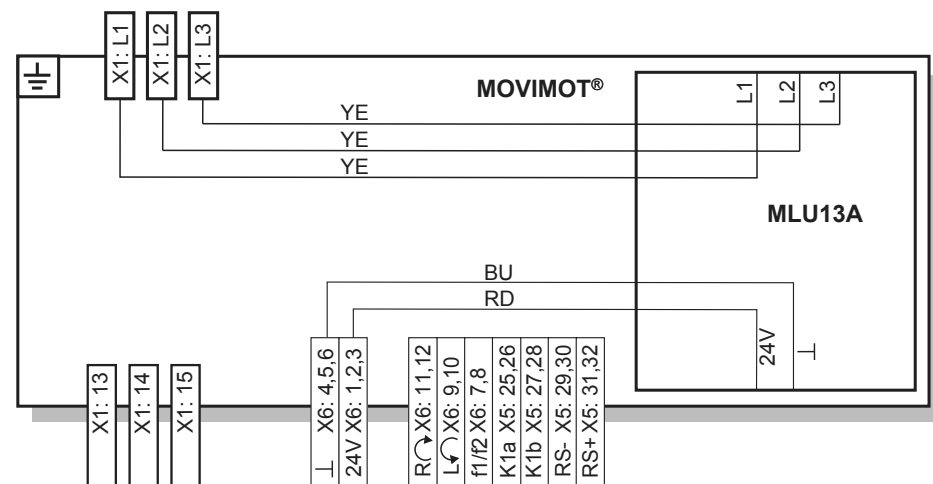 X1: L1
X1: L2
X1: L3
MOVIMOT®
L1
L2
L3
YE
YE
YE
MLU13A
BU
RD
24V
⊥
X1: 13
X1: 14
X1: 15
⊥ X6: 4,5,6
24V X6: 1,2,3
R X6: 11,12
L X6: 9,10
f1/f2 X6: 7,8
K1a X5: 25,26
K1b X5: 27,28
RS- X5: 29,30
RS+ X5: 31,32